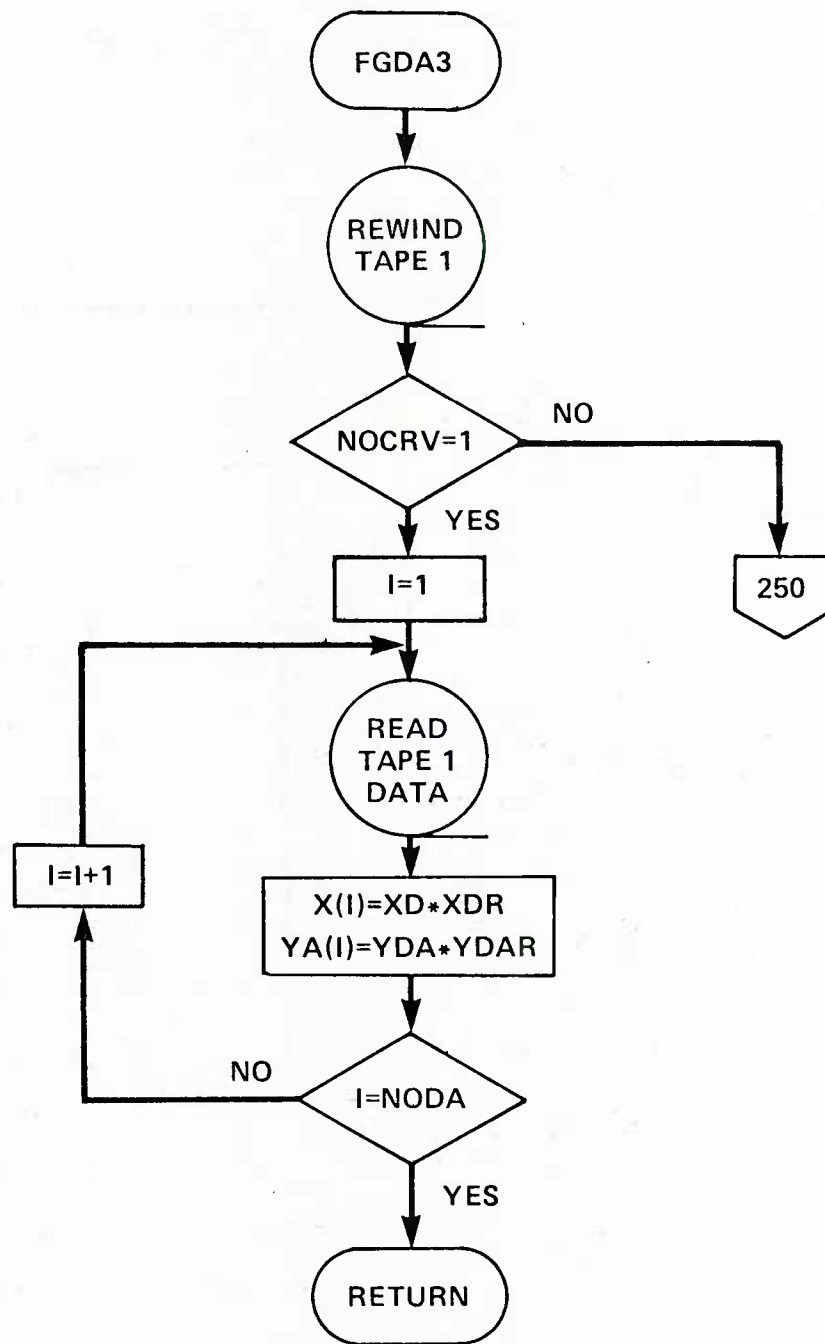 FGDA3
REWIND
TAPE 1
NOCRV=1
NO
YES
I=1
250
READ
TAPE 1
DATA
I=I+1
X(I)=XD*XDR
YA(I)=YDA*YDAR
NO
I=NODA
YES
RETURN